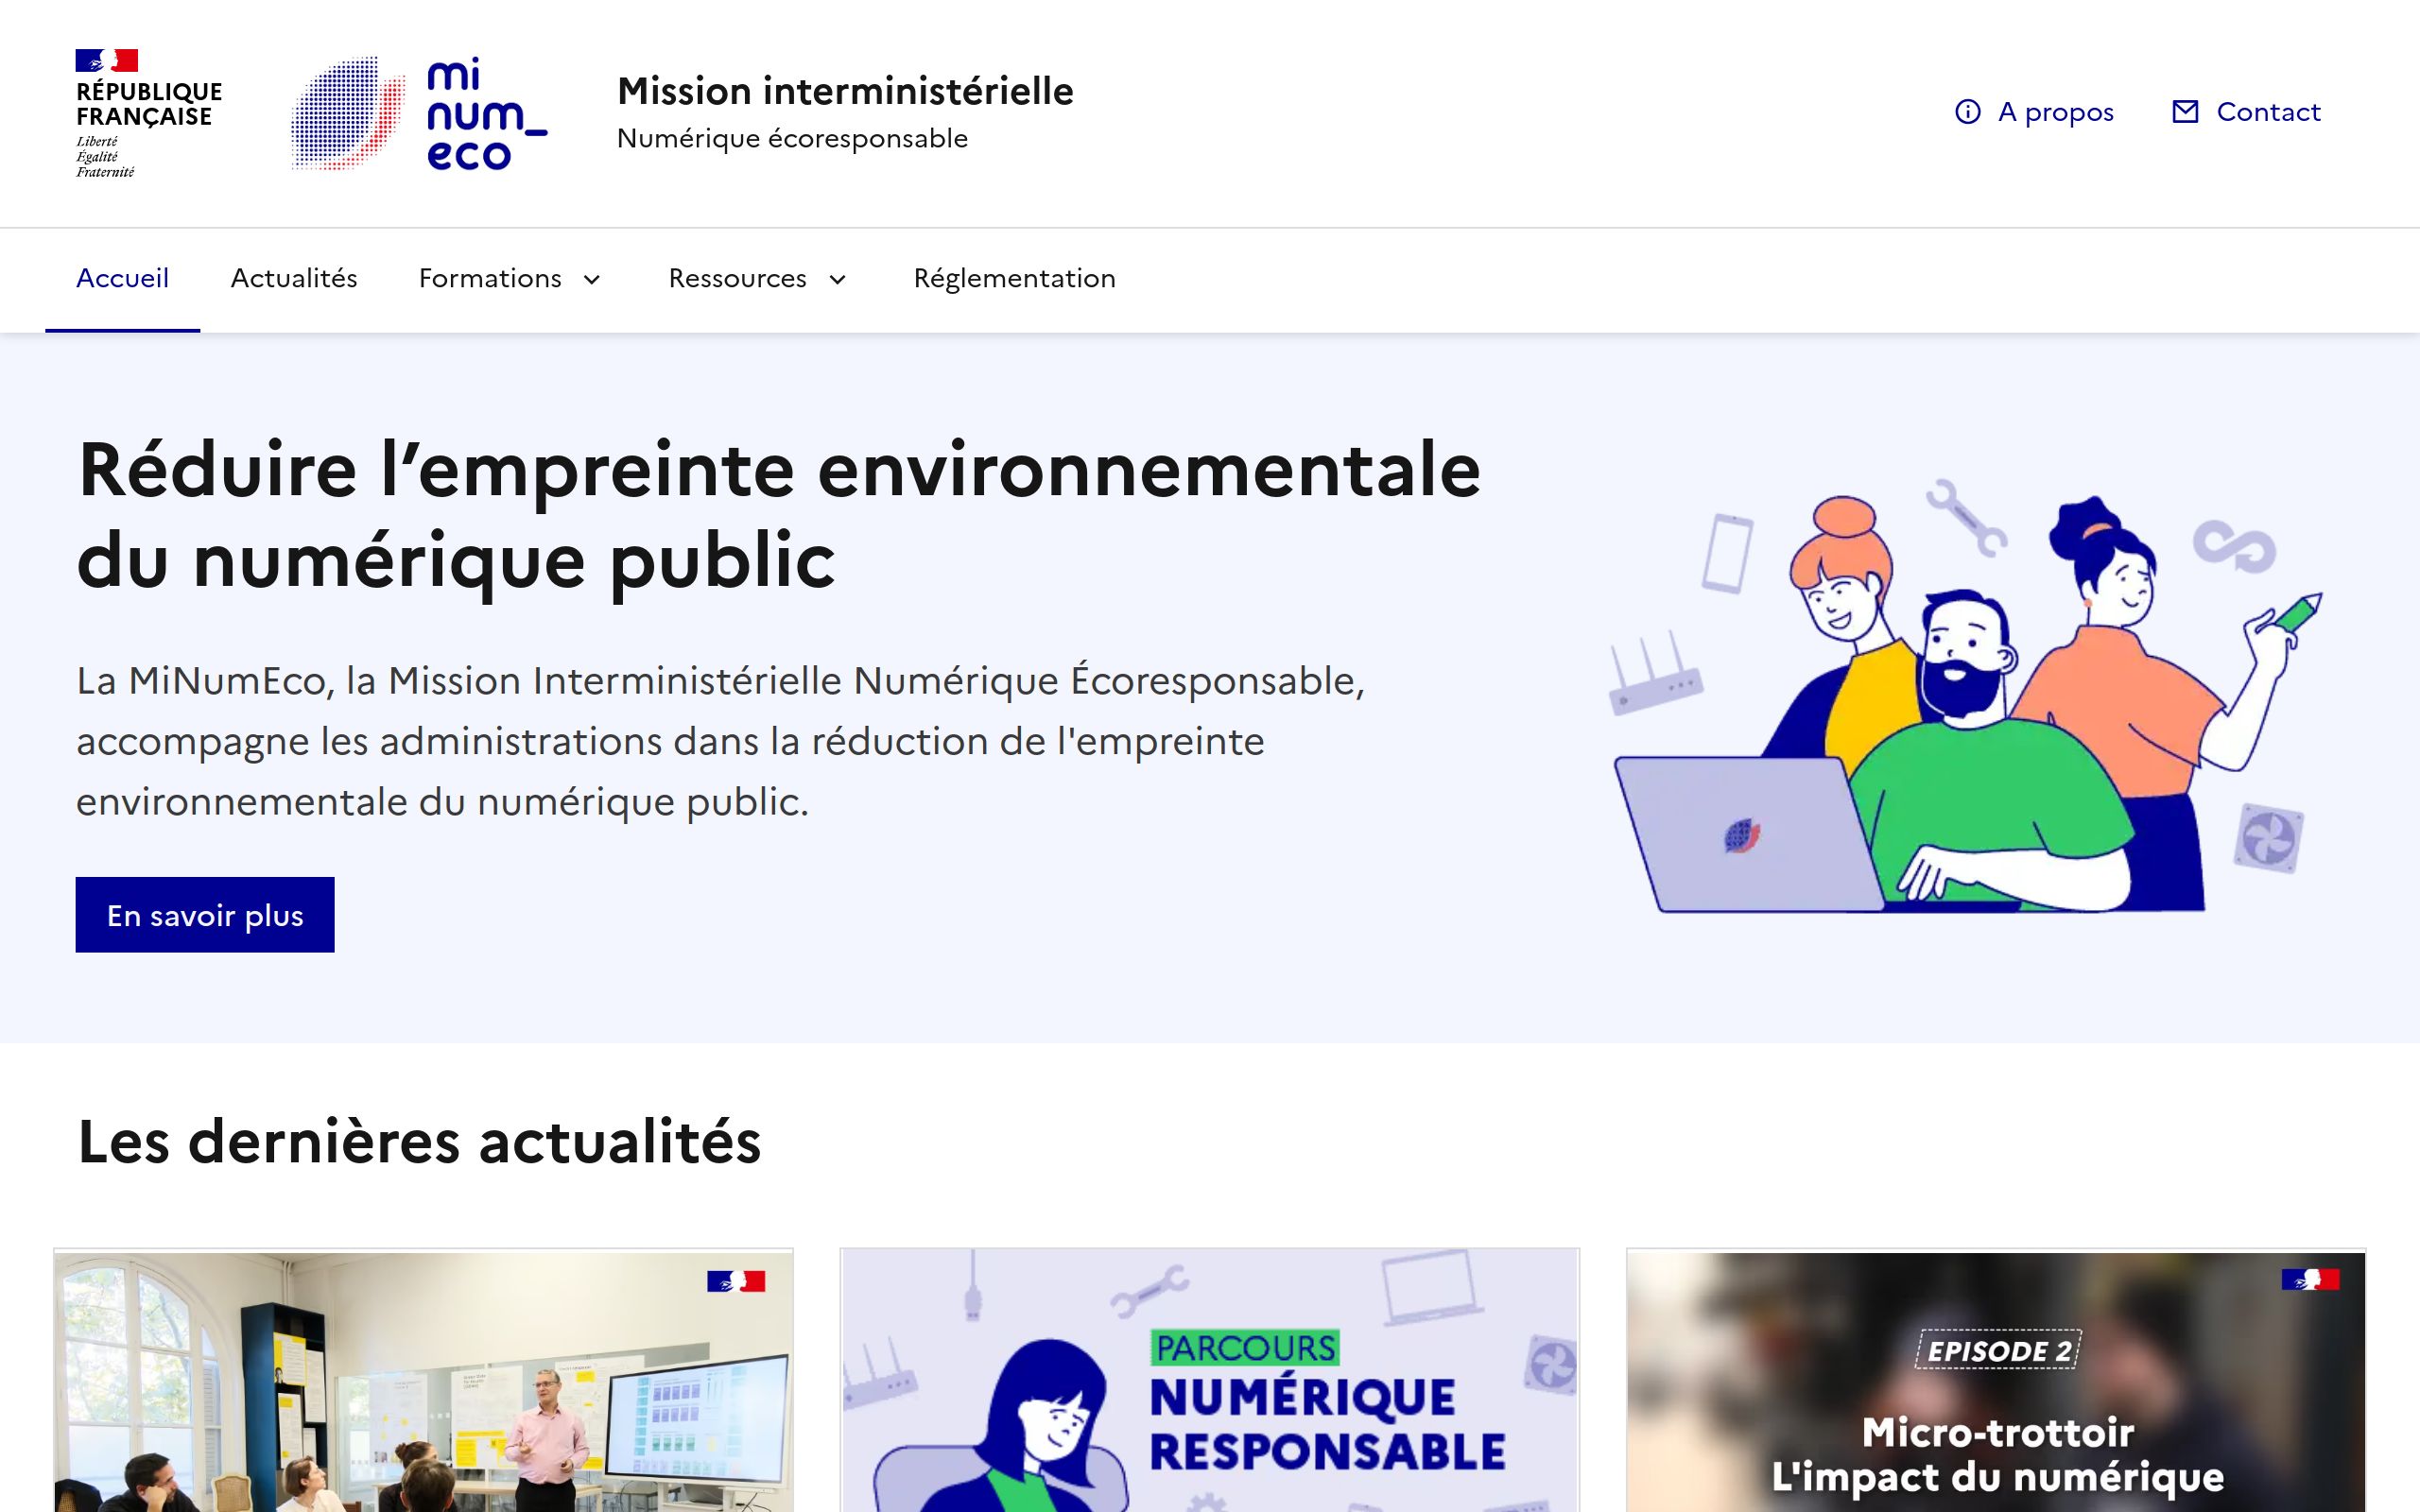 RÉPUBLIQUE
FRANÇAISE
Liberté
Égalité
Fraternité
mi
num_
eco
Mission interministérielle
Numérique écoresponsable
A propos
Contact
Accueil
Actualités
Formations
Ressources
Réglementation
Réduire l’empreinte environnementale
du numérique public
La MiNumEco, la Mission Interministérielle Numérique Écoresponsable,
accompagne les administrations dans la réduction de l'empreinte
environnementale du numérique public.
En savoir plus
Les dernières actualités
PARCOURS
NUMÉRIQUE
RESPONSABLE
EPISODE 2
Micro-trottoir
L'impact du numérique